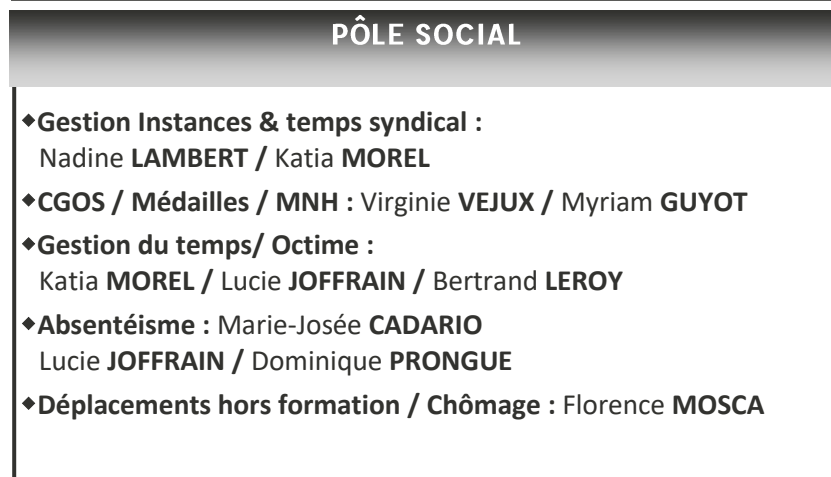 PÔLE SOCIAL
◆Gestion Instances & temps syndical :
Nadine LAMBERT / Katia MOREL
◆CGOS / Médailles / MNH : Virginie VEJUX / Myriam GUYOT
◆Gestion du temps/ Octime :
Katia MOREL / Lucie JOFFRAIN / Bertrand LEROY
◆Absentéisme : Marie-Josée CADARIO
Lucie JOFFRAIN / Dominique PRONGUE
◆Déplacements hors formation / Chômage : Florence MOSCA